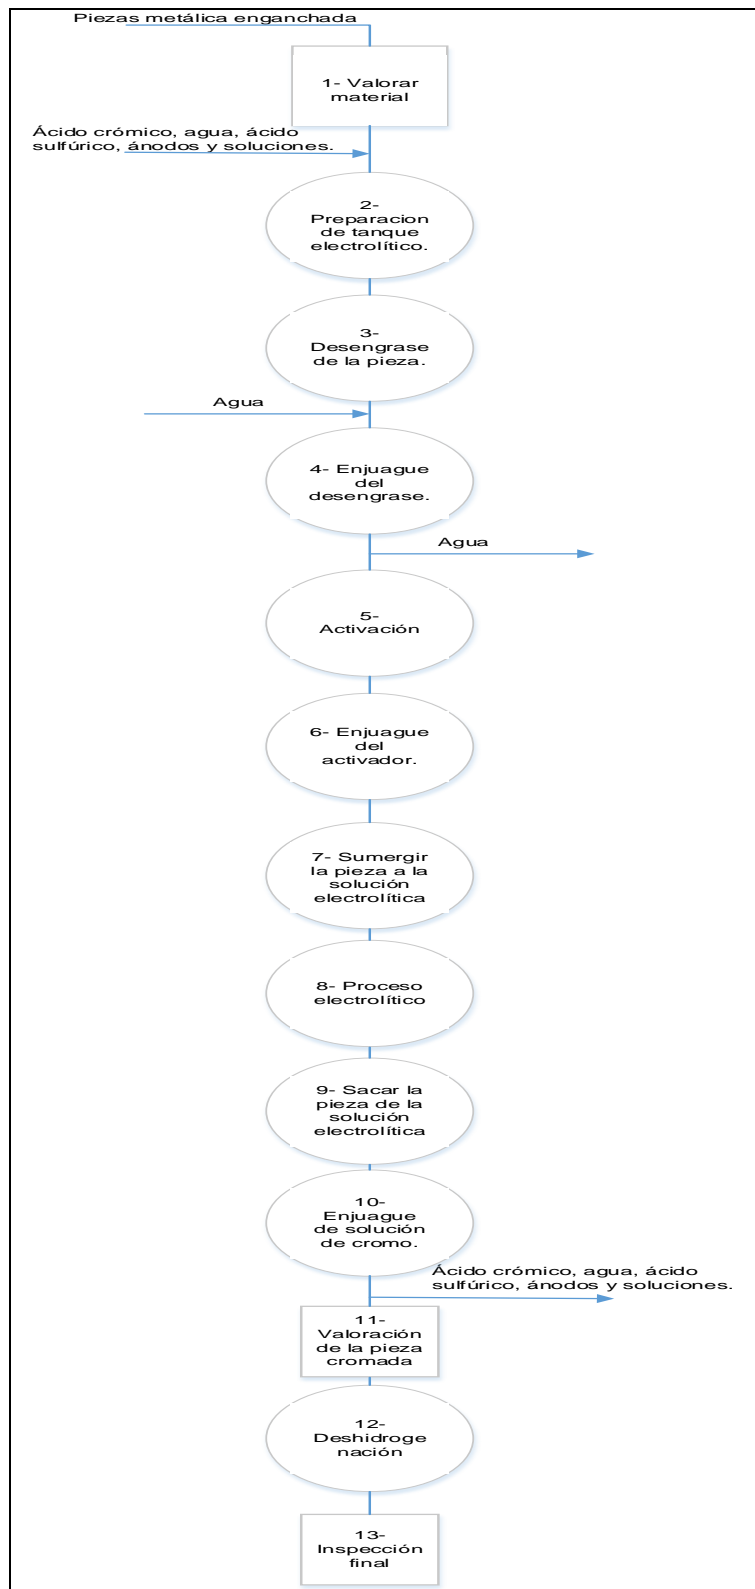 Piezas metálica enganchada
1- Valorar
material
Ácido crómico, agua, ácido
sulfúrico, ánodos y soluciones.
2-
Preparacion
de tanque
electrolítico.
3-
Desengrase
de la pieza.
Agua
4- Enjuague
del
desengrase.
Agua
5-
Activación
6- Enjuague
del
activador.
7- Sumergir
la pieza a la
solución
electrolítica
8- Proceso
electrolítico
9- Sacar la
pieza de la
solución
electrolítica
10-
Enjuague
de solución
de cromo.
Ácido crómico, agua, ácido
sulfúrico, ánodos y soluciones.
11-
Valoración
de la pieza
cromada
12-
Deshidroge
nación
13-
Inspección
final